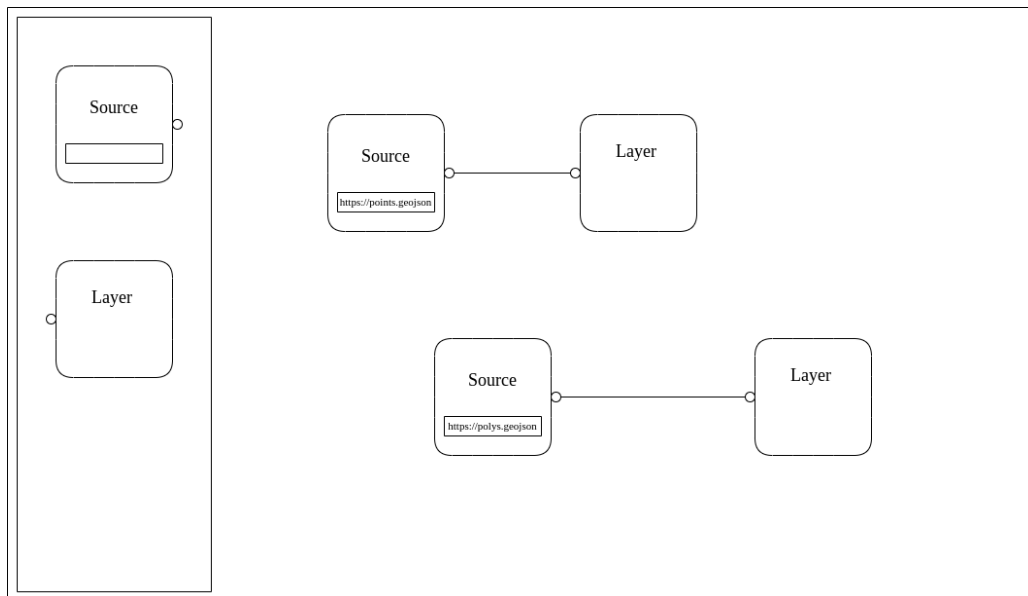 Source
Layer
Source
https://points.geojson
Layer
Source
https://polys.geojson
Layer